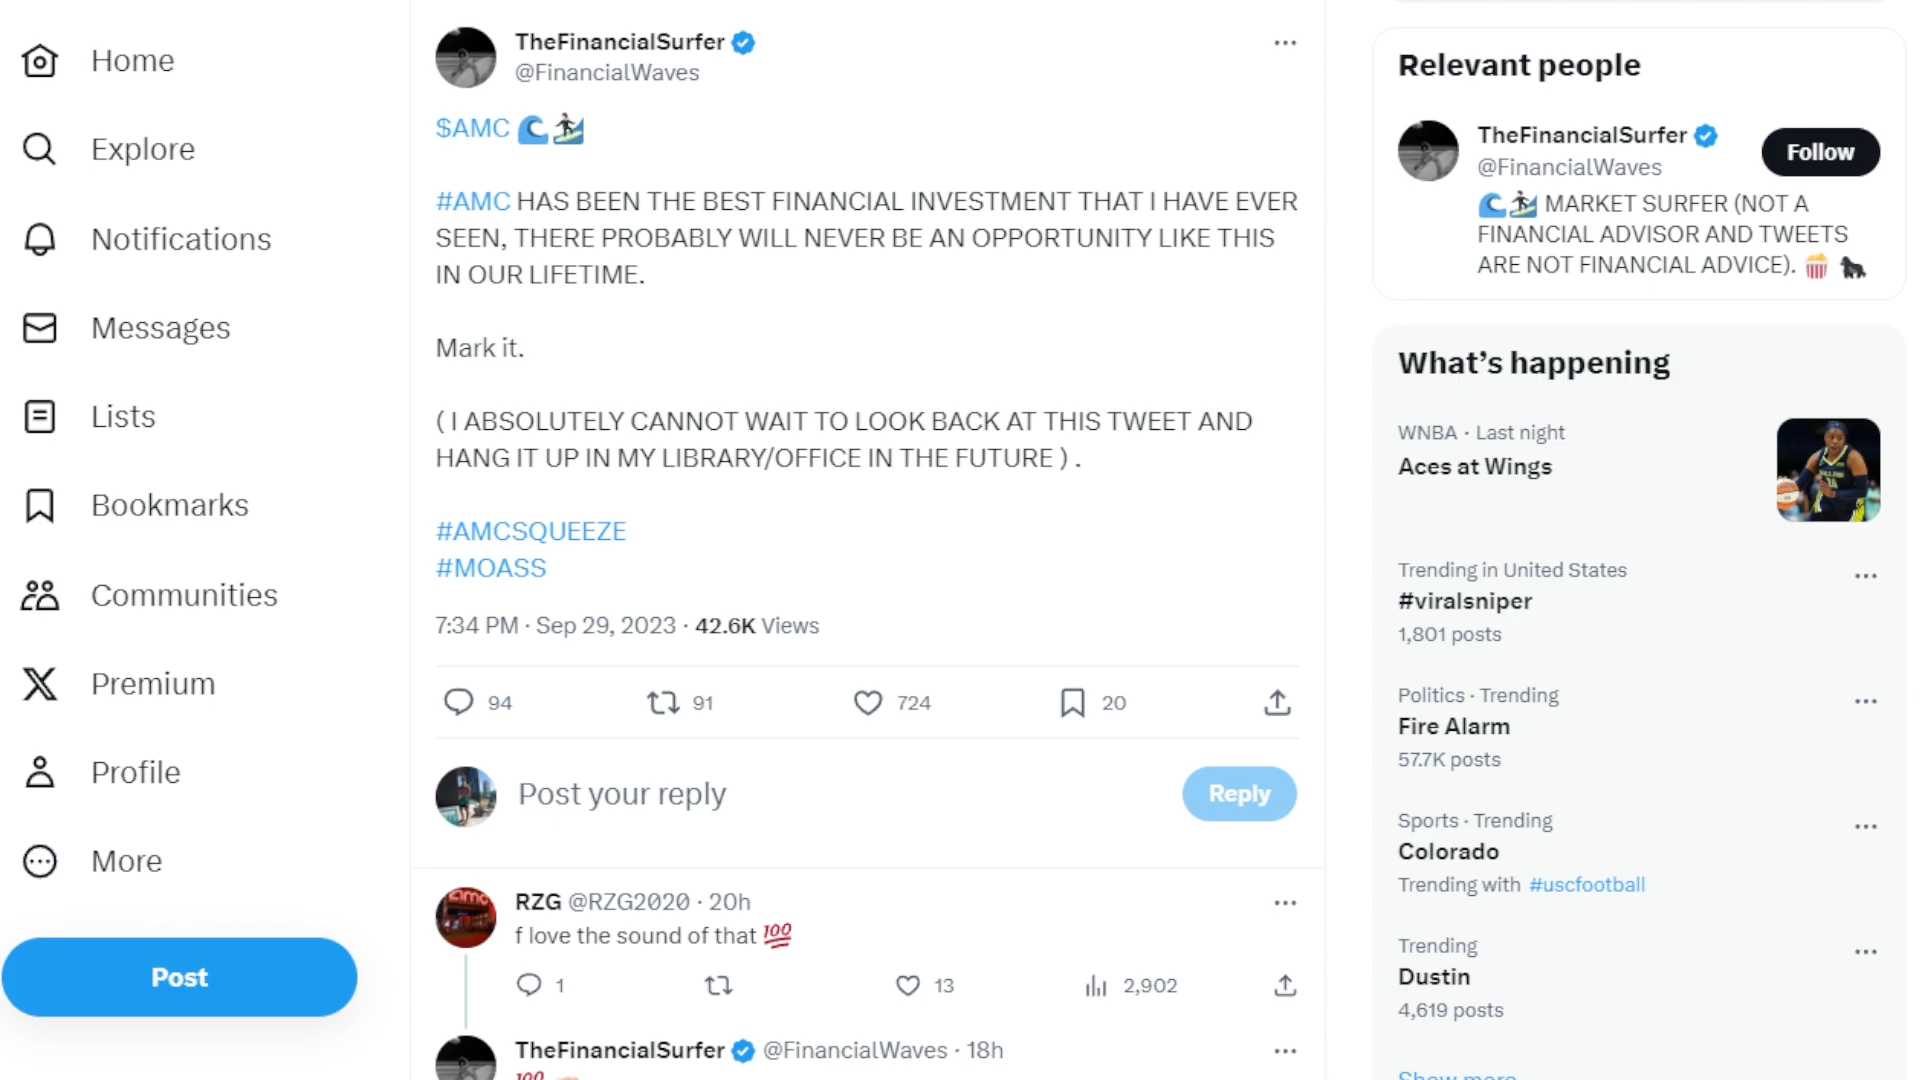 Home
Explore
Notifications
Messages
Lists
Bookmarks
Communities
Premium
Profile
More
Post
TheFinancialSurfer
@FinancialWaves
$AMC 🌊🏄
#AMC HAS BEEN THE BEST FINANCIAL INVESTMENT THAT I HAVE EVER
SEEN, THERE PROBABLY WILL NEVER BE AN OPPORTUNITY LIKE THIS
IN OUR LIFETIME.
Mark it.
( I ABSOLUTELY CANNOT WAIT TO LOOK BACK AT THIS TWEET AND
HANG IT UP IN MY LIBRARY/OFFICE IN THE FUTURE ) .
#AMCSQUEEZE
#MOASS
7:34 PM · Sep 29, 2023 · 42.6K Views
94 91 724 20
Post your reply
Reply
RZG @RZG2020 · 20h
f love the sound of that 💯
1 13 2,902
TheFinancialSurfer @FinancialWaves · 18h
💯
Relevant people
TheFinancialSurfer
@FinancialWaves
Follow
🌊🏄 MARKET SURFER (NOT A
FINANCIAL ADVISOR AND TWEETS
ARE NOT FINANCIAL ADVICE). 🍿 🦍
What's happening
WNBA · Last night
Aces at Wings
Trending in United States
#viralsniper
1,801 posts
Politics · Trending
Fire Alarm
57.7K posts
Sports · Trending
Colorado
Trending with #uscfootball
Trending
Dustin
4,619 posts
Show more